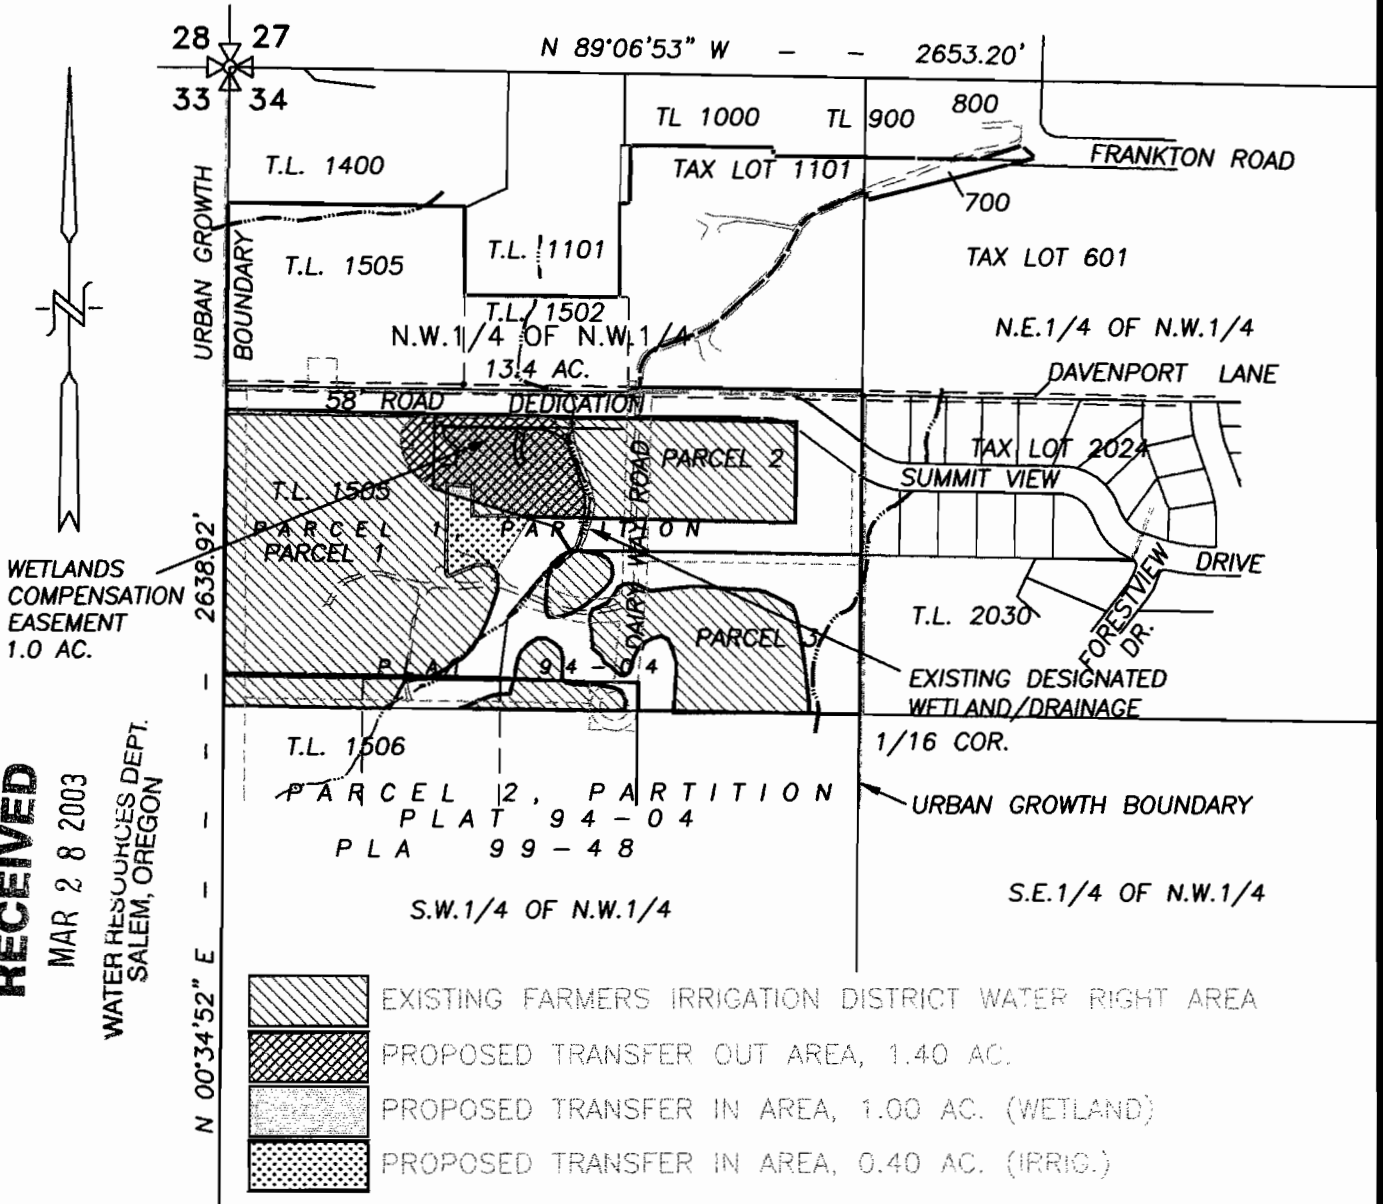 28 27
33 34
N 89°06'53" W - - 2653.20'
TL 1000
TL 900
800
FRANKTON ROAD
T.L. 1400
TAX LOT 1101
700
URBAN GROWTH
BOUNDARY
T.L. 1505
T.L. 1101
TAX LOT 601
T.L. 1502
N.W.1/4 OF N.W.1/4
13.4 AC.
N.E.1/4 OF N.W.1/4
DAVENPORT LANE
58' ROAD DEDICATION
PARCEL 2
TAX LOT 2024
SUMMIT VIEW
DRIVE
T.L. 1505
PARCEL 1, PARTITION
PARCEL 1
DAIRY WAY ROAD
WETLANDS
COMPENSATION
EASEMENT
1.0 AC.
2638.92'
PARCEL 3
T.L. 2030
FORESTVIEW
DR.
94-04
EXISTING DESIGNATED
WETLAND/DRAINAGE
T.L. 1506
1/16 COR.
PARCEL 2, PARTITION
PLAT 94-04
PLA 99-48
URBAN GROWTH BOUNDARY
S.W.1/4 OF N.W.1/4
S.E.1/4 OF N.W.1/4
RECEIVED
MAR 28 2003
WATER RESOURCES DEPT.
SALEM, OREGON
N 00°34'52" E
EXISTING FARMERS IRRIGATION DISTRICT WATER RIGHT AREA
PROPOSED TRANSFER OUT AREA, 1.40 AC.
PROPOSED TRANSFER IN AREA, 1.00 AC. (WETLAND)
PROPOSED TRANSFER IN AREA, 0.40 AC. (IRRIG.)